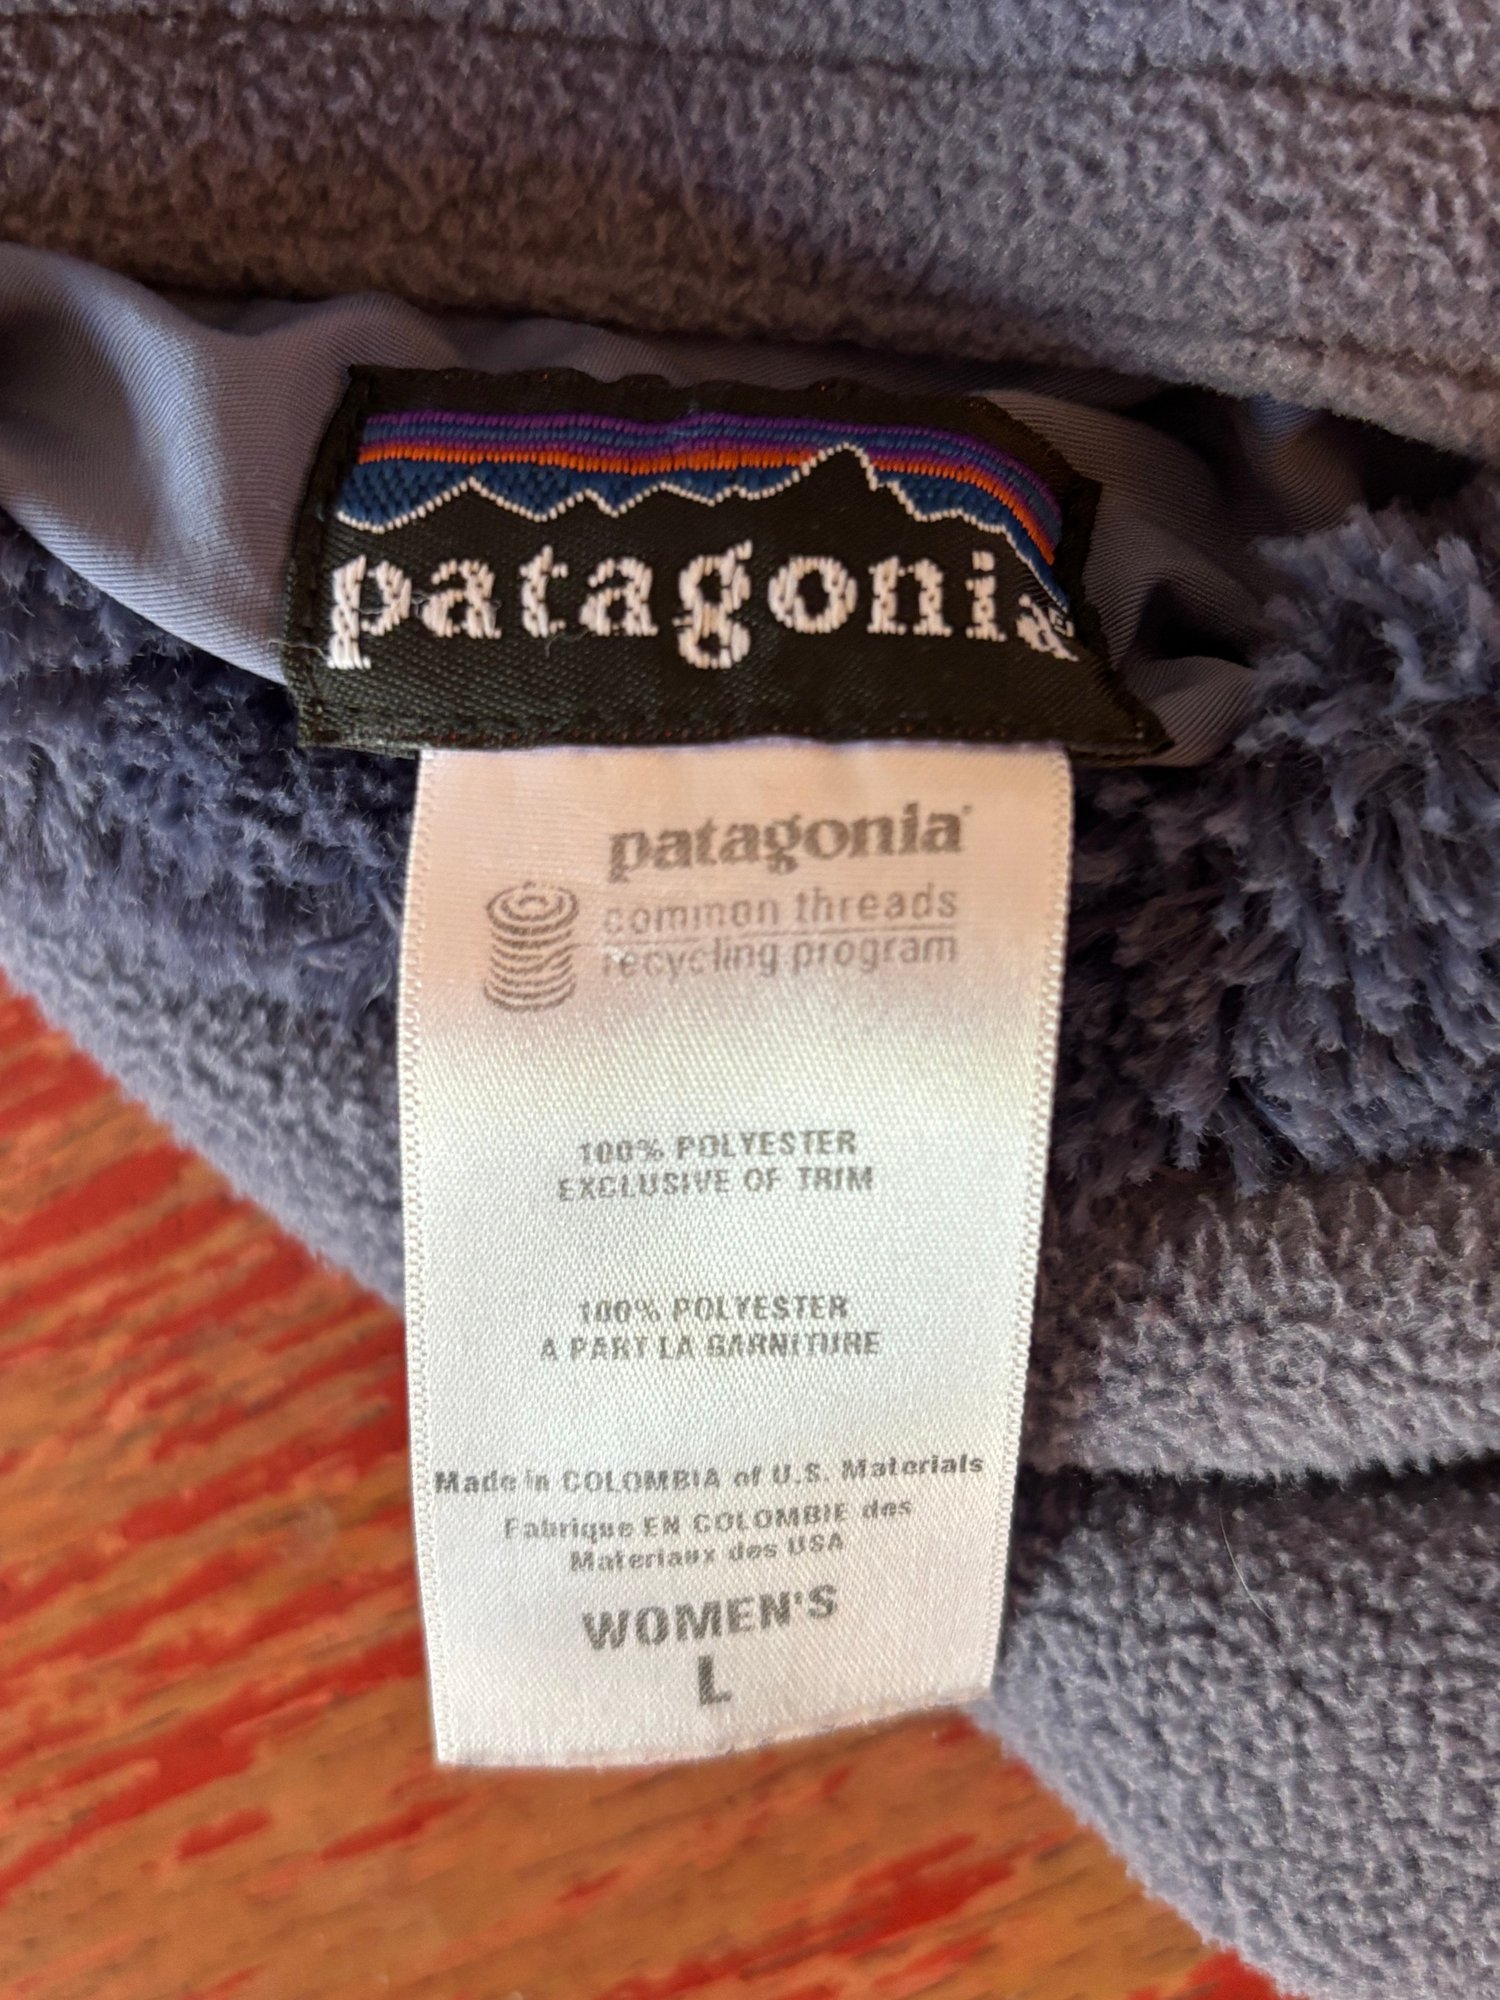 patagonia
patagonia®
common threads
recycling program
100% POLYESTER
EXCLUSIVE OF TRIM
100% POLYESTER
A PART LA GARNITURE
Made in COLOMBIA of U.S. Materials
Fabrique EN COLOMBIE des
Materiaux des USA
WOMEN'S
L